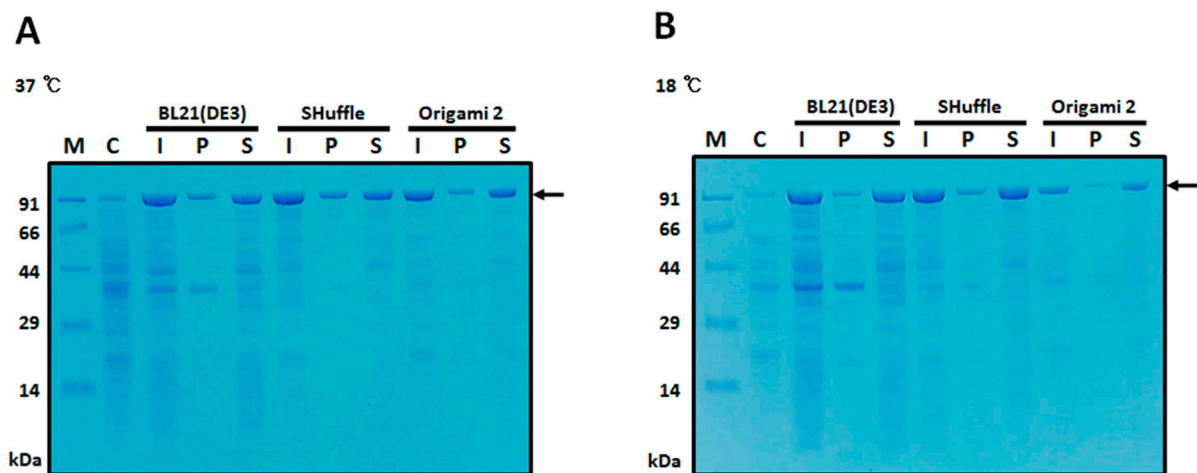 A
37 ℃
BL21(DE3) SHuffle Origami 2
M C I P S I P S I P S
91
66
44
29
14
kDa
B
18 ℃
BL21(DE3) SHuffle Origami 2
M C I P S I P S I P S
91
66
44
29
14
kDa